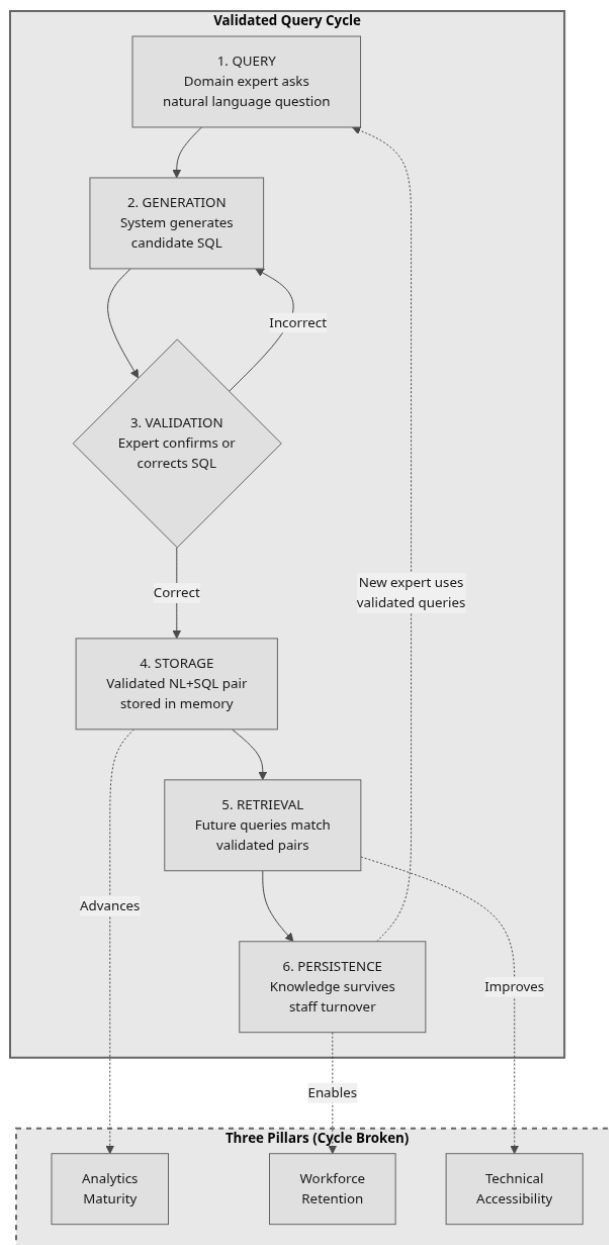 Validated Query Cycle
1. QUERY
Domain expert asks
natural language question
2. GENERATION
System generates
candidate SQL
Incorrect
3. VALIDATION
Expert confirms or
corrects SQL
Correct
New expert uses
validated queries
4. STORAGE
Validated NL+SQL pair
stored in memory
5. RETRIEVAL
Future queries match
validated pairs
Advances
6. PERSISTENCE
Knowledge survives
staff turnover
Improves
Enables
Three Pillars (Cycle Broken)
Analytics
Maturity
Workforce
Retention
Technical
Accessibility